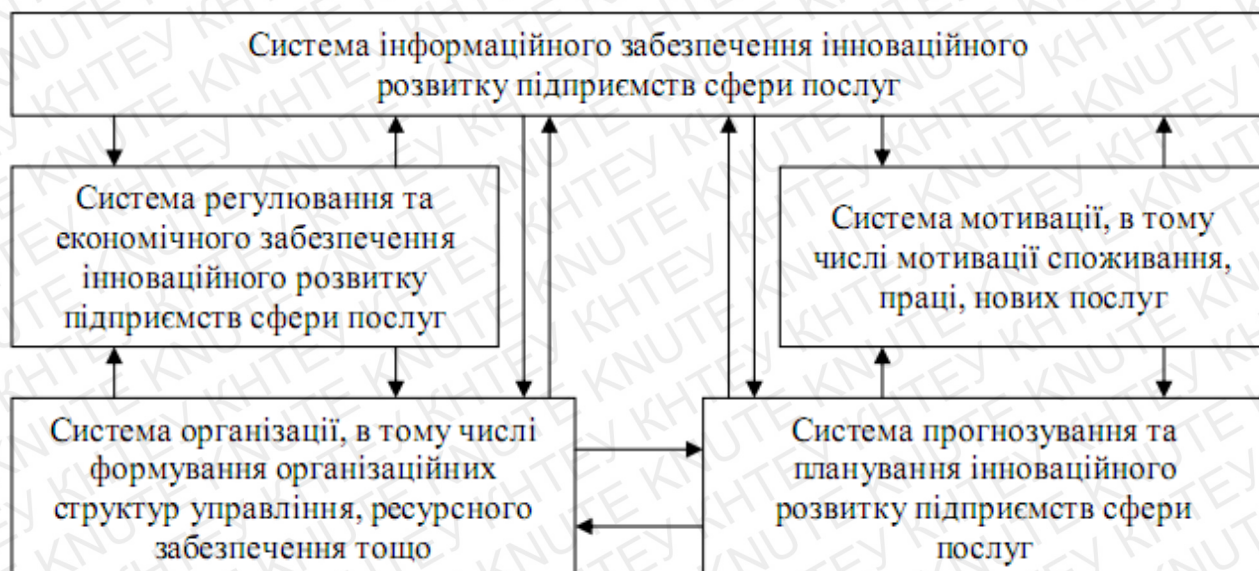 Система інформаційного забезпечення інноваційного
розвитку підприємств сфери послуг
Система регулювання та
економічного забезпечення
інноваційного розвитку
підприємств сфери послуг
Система мотивації, в тому
числі мотивації споживання,
праці, нових послуг
Система організації, в тому числі
формування організаційних
структур управління, ресурсного
забезпечення тощо
Система прогнозування та
планування інноваційного
розвитку підприємств сфери
послуг